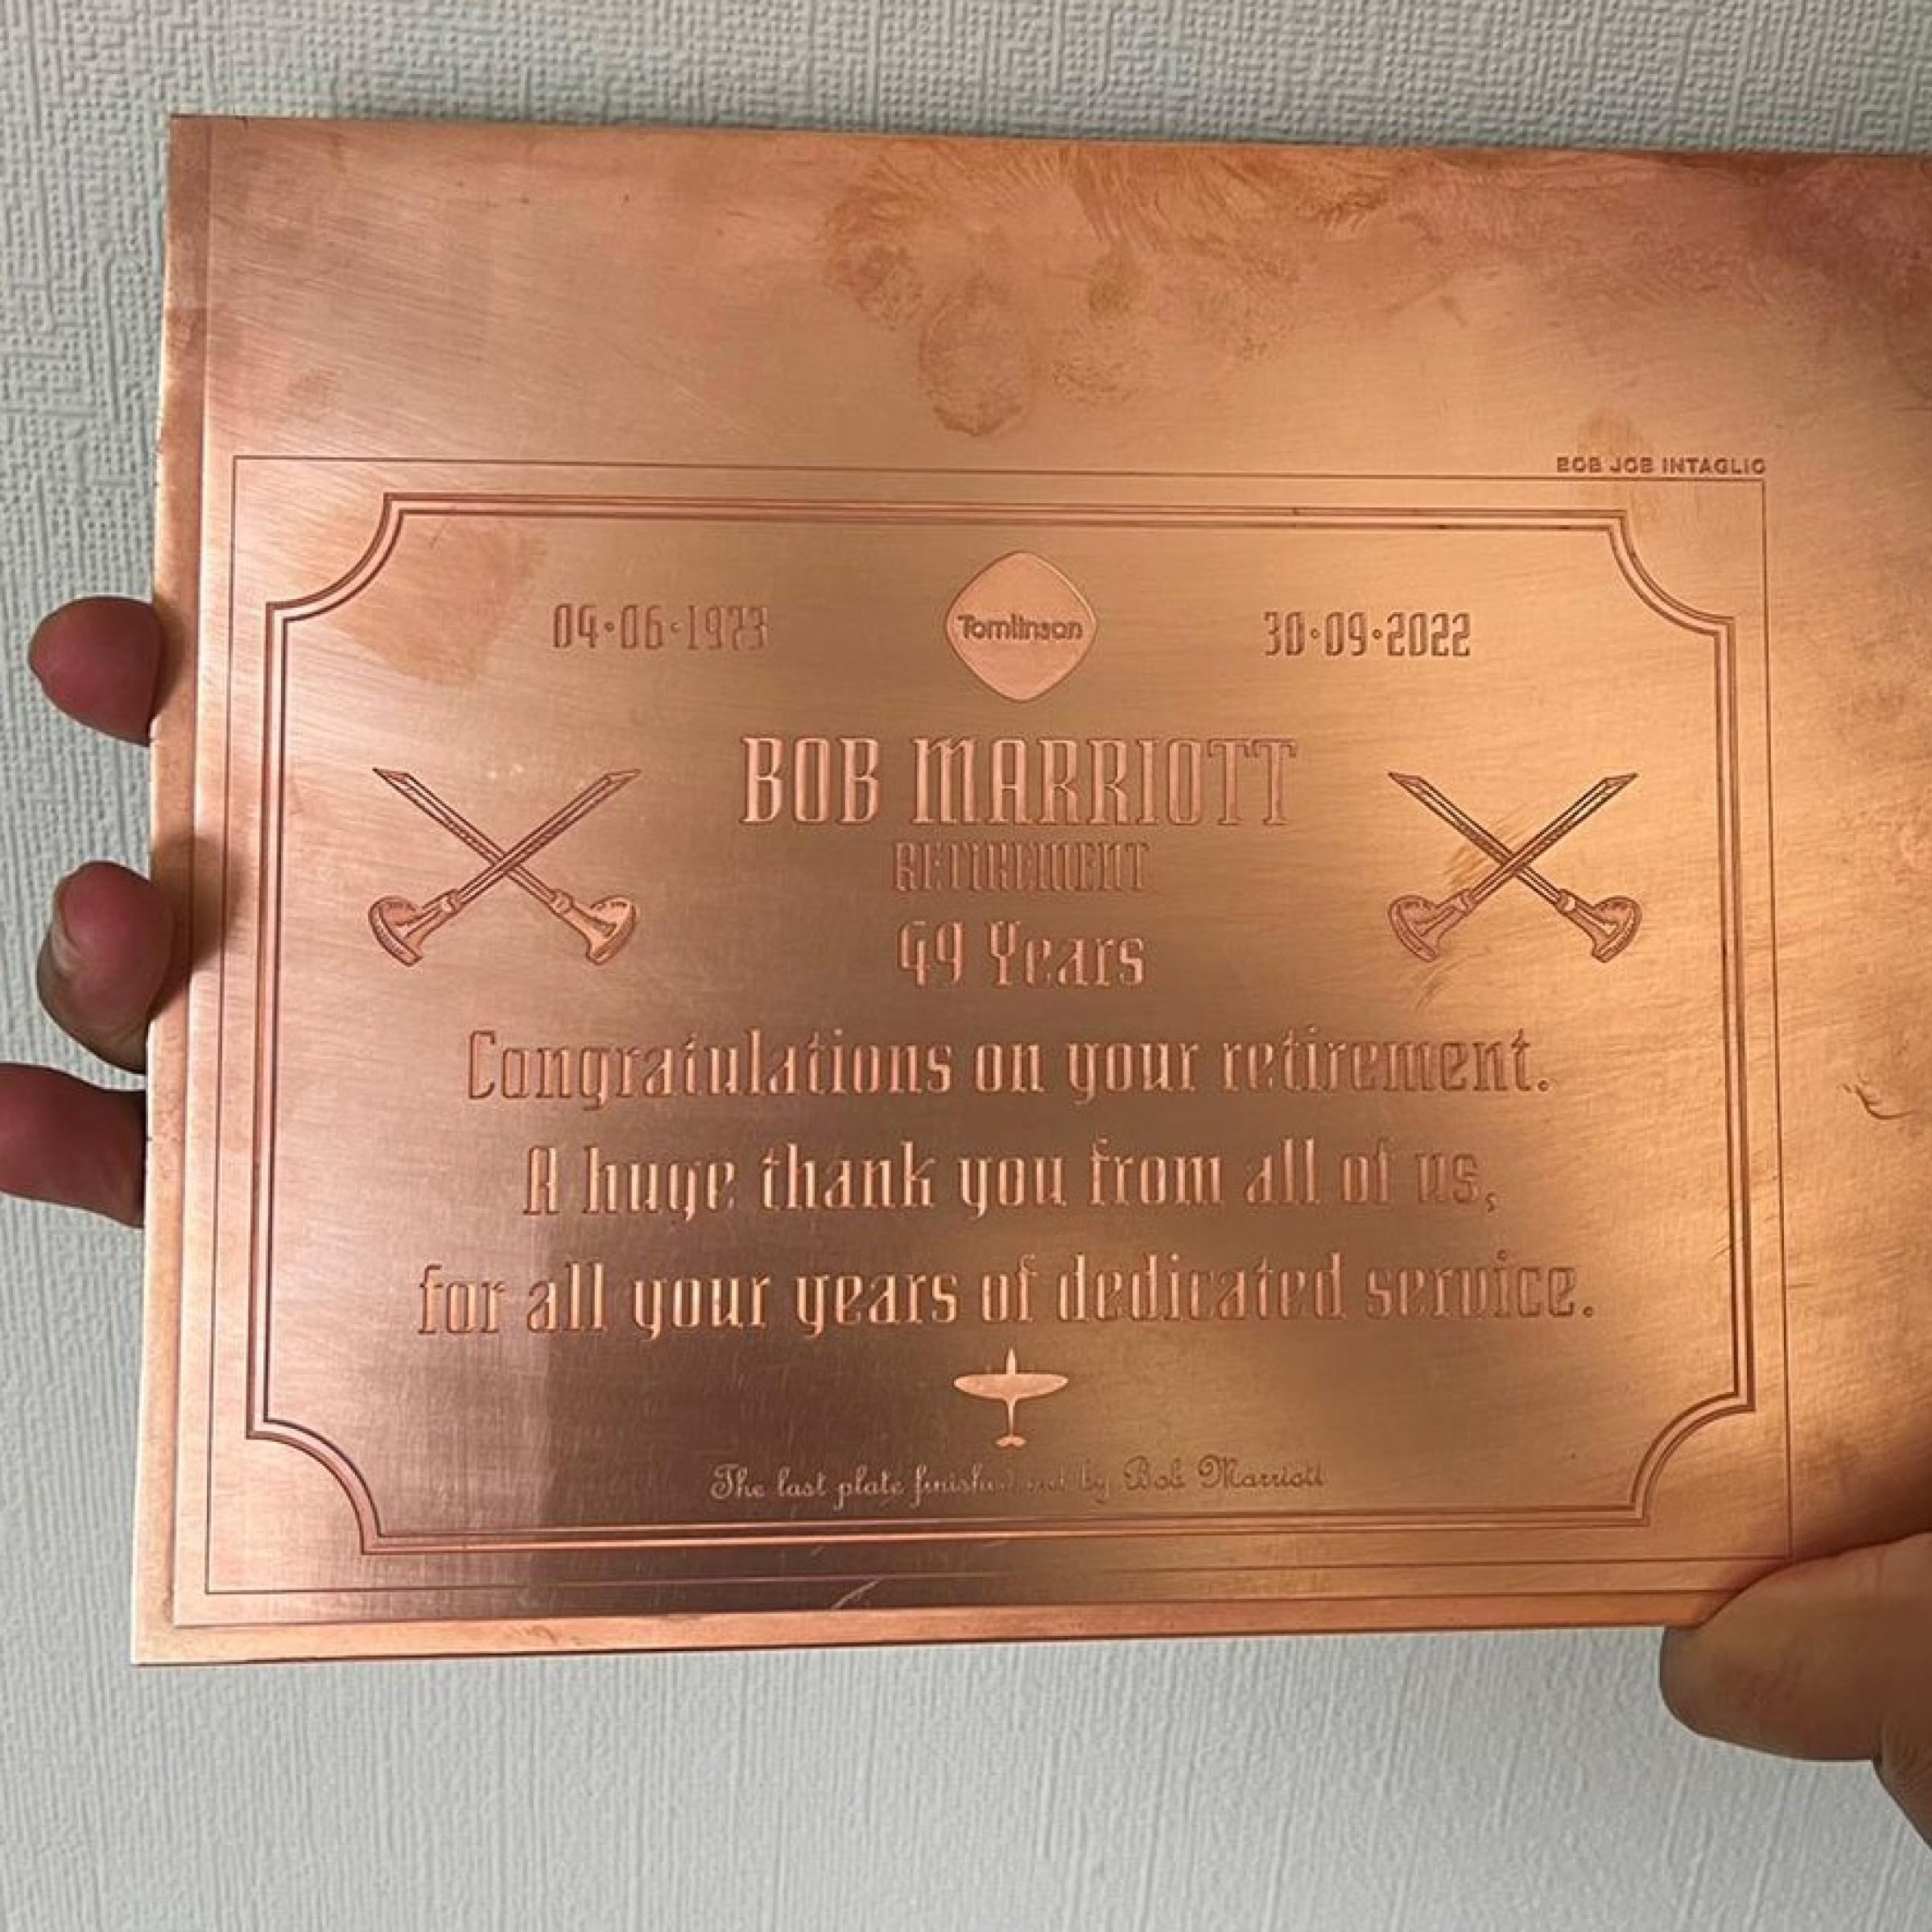 BOB JOB INTAGLIO
04·06·1973 Tomlinson 30·09·2022
BOB MARRIOTT
RETIREMENT
49 Years
Congratulations on your retirement.
A huge thank you from all of us,
for all your years of dedicated service.
The last plate finished out by Bob Marriott